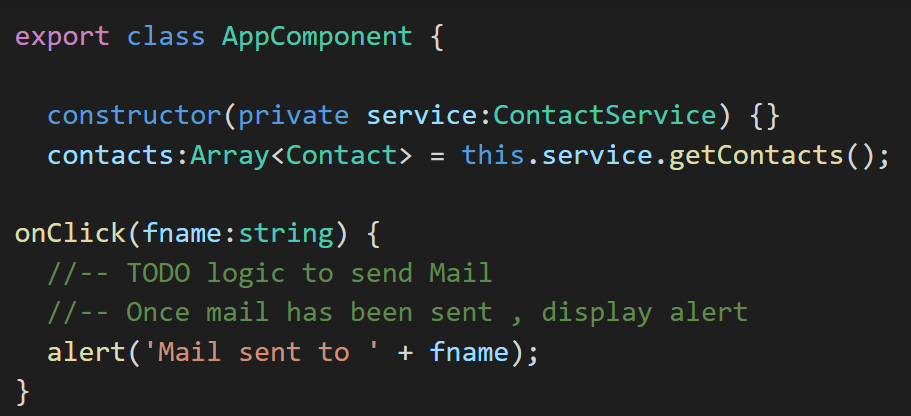 export class AppComponent {
constructor(private service:ContactService) {}
contacts:Array<Contact> = this.service.getContacts();
onClick(fname:string) {
//-- TODO logic to send Mail
//-- Once mail has been sent , display alert
alert('Mail sent to ' + fname);
}